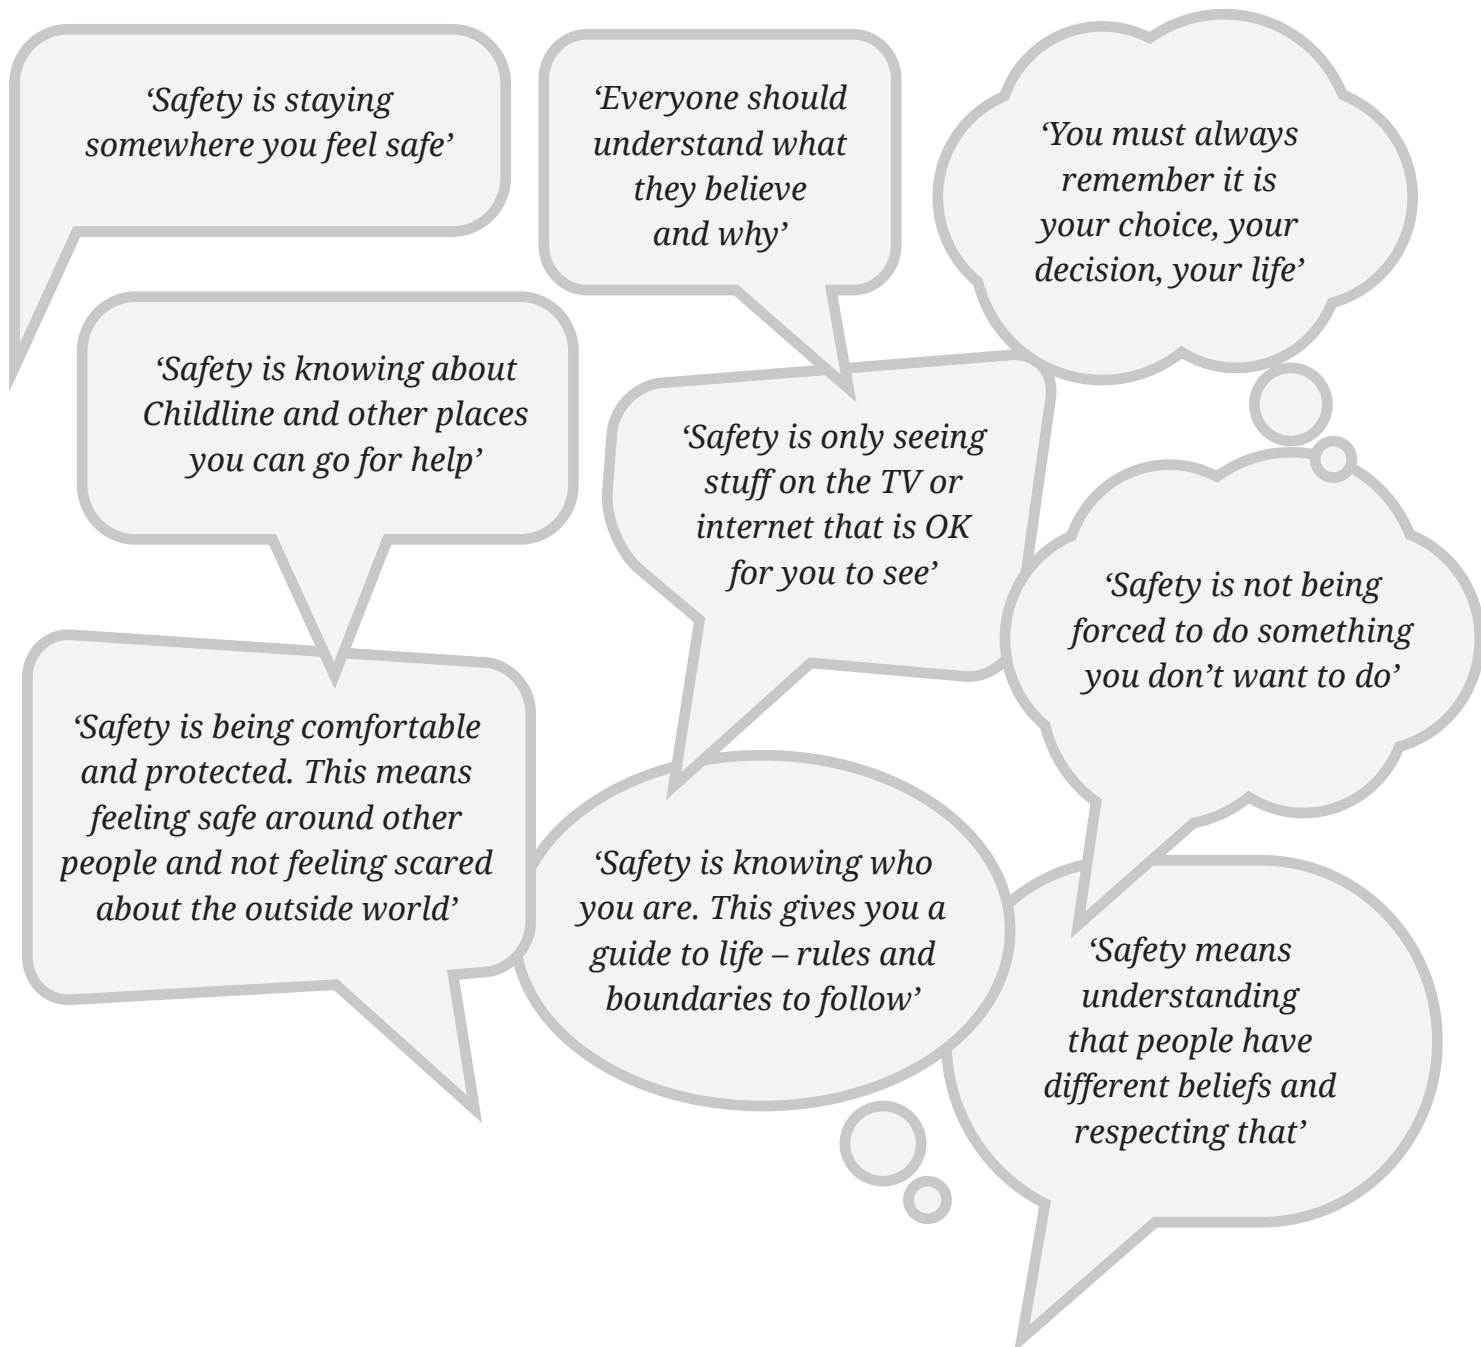 ‘Safety is staying
somewhere you feel safe’
‘Everyone should
understand what
they believe
and why’
‘You must always
remember it is
your choice, your
decision, your life’
‘Safety is knowing about
Childline and other places
you can go for help’
‘Safety is only seeing
stuff on the TV or
internet that is OK
for you to see’
‘Safety is not being
forced to do something
you don’t want to do’
‘Safety is being comfortable
and protected. This means
feeling safe around other
people and not feeling scared
about the outside world’
‘Safety is knowing who
you are. This gives you a
guide to life – rules and
boundaries to follow’
‘Safety means
understanding
that people have
different beliefs and
respecting that’